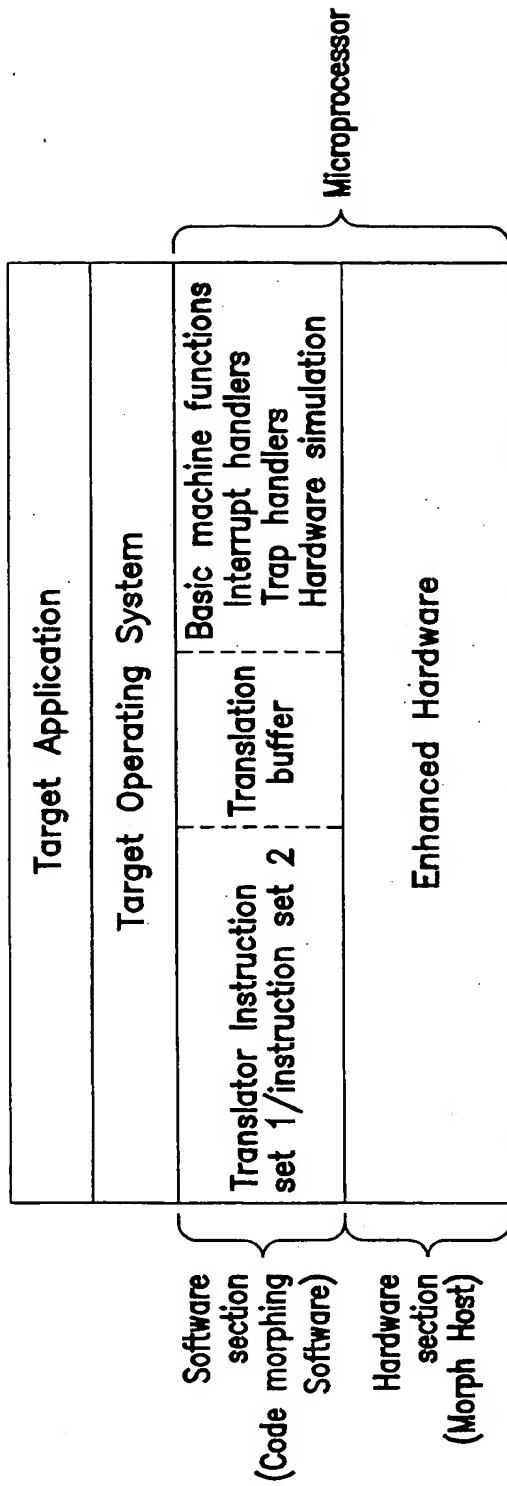 Target Application
Target Operating System
Software
section
(Code morphing
Software)
Translator Instruction
set 1/instruction set 2
Translation
buffer
Basic machine functions
Interrupt handlers
Trap handlers
Hardware simulation
Microprocessor
Hardware
section
(Morph Host)
Enhanced Hardware